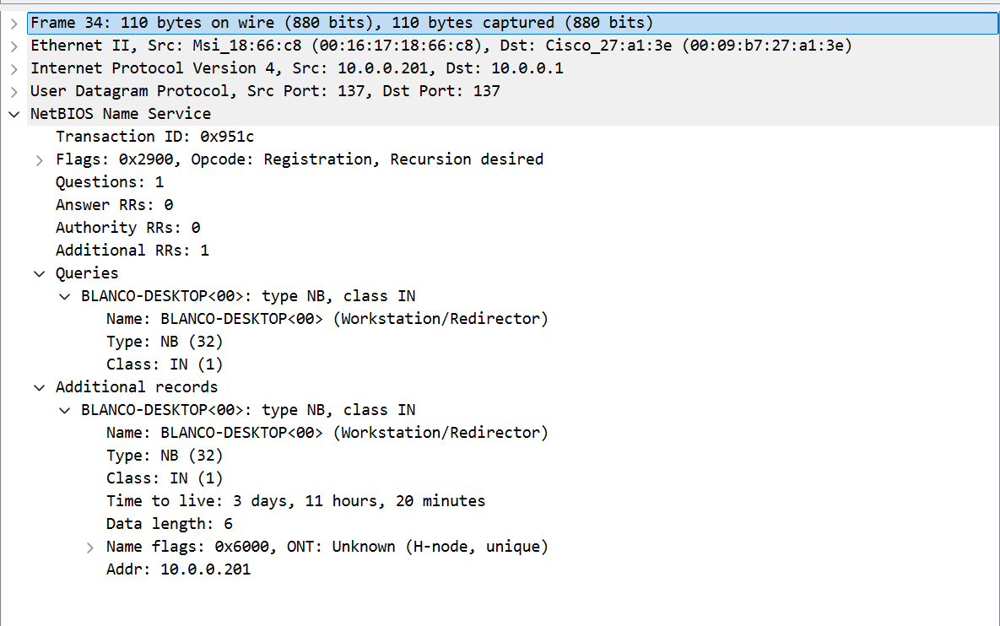 Frame 34: 110 bytes on wire (880 bits), 110 bytes captured (880 bits)
Ethernet II, Src: Msi_18:66:c8 (00:16:17:18:66:c8), Dst: Cisco_27:a1:3e (00:09:b7:27:a1:3e)
Internet Protocol Version 4, Src: 10.0.0.201, Dst: 10.0.0.1
User Datagram Protocol, Src Port: 137, Dst Port: 137
NetBIOS Name Service
Transaction ID: 0x951c
Flags: 0x2900, Opcode: Registration, Recursion desired
Questions: 1
Answer RRs: 0
Authority RRs: 0
Additional RRs: 1
Queries
BLANCO-DESKTOP<00>: type NB, class IN
Name: BLANCO-DESKTOP<00> (Workstation/Redirector)
Type: NB (32)
Class: IN (1)
Additional records
BLANCO-DESKTOP<00>: type NB, class IN
Name: BLANCO-DESKTOP<00> (Workstation/Redirector)
Type: NB (32)
Class: IN (1)
Time to live: 3 days, 11 hours, 20 minutes
Data length: 6
Name flags: 0x6000, ONT: Unknown (H-node, unique)
Addr: 10.0.0.201